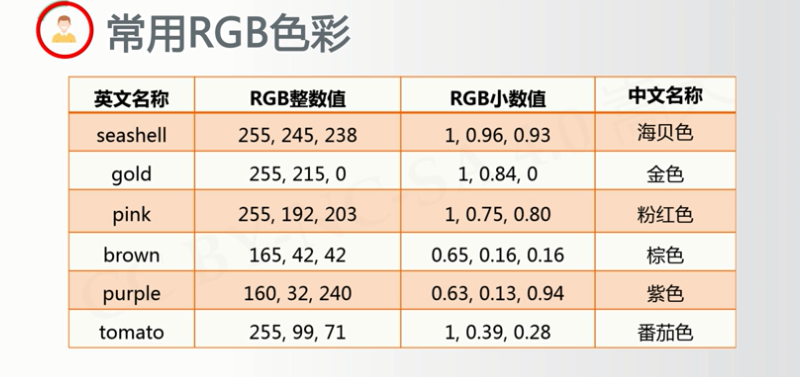 常用RGB色彩
英文名称 RGB整数值 RGB小数值 中文名称
seashell 255, 245, 238 1, 0.96, 0.93 海贝色
gold 255, 215, 0 1, 0.84, 0 金色
pink 255, 192, 203 1, 0.75, 0.80 粉红色
brown 165, 42, 42 0.65, 0.16, 0.16 棕色
purple 160, 32, 240 0.63, 0.13, 0.94 紫色
tomato 255, 99, 71 1, 0.39, 0.28 番茄色